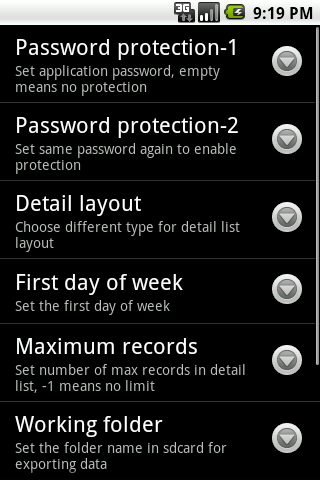 3G 9:19 PM
Password protection-1
Set application password, empty
means no protection
Password protection-2
Set same password again to enable
protection
Detail layout
Choose different type for detail list
layout
First day of week
Set the first day of week
Maximum records
Set number of max records in detail
list, -1 means no limit
Working folder
Set the folder name in sdcard for
exporting data